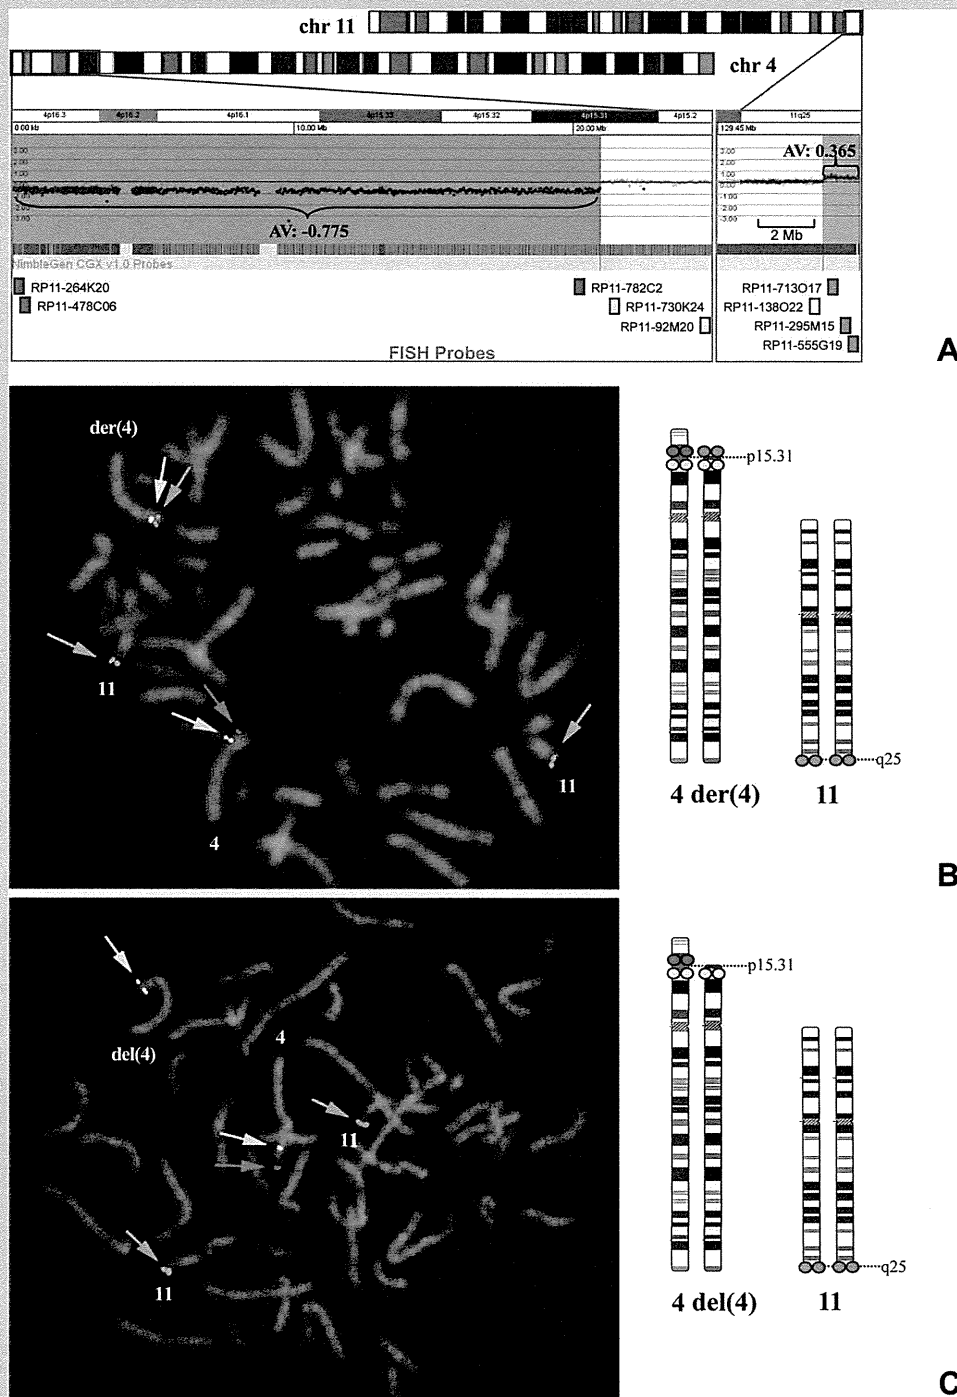 chr 11
chr 4
4p16.3 4p16.2 4p16.1 4p15.33 4p15.32 4p15.31 4p15.2 11q25
0.00 kb 10.00 Mb 20.00 Mb 129.45 Mb
AV: 0.365
AV: -0.775
2 Mb
NimbleGen CGX v1.0 Probes
RP11-264K20 RP11-782C2 RP11-713O17
RP11-478C06 RP11-730K24 RP11-138O22
RP11-92M20 RP11-295M15
RP11-555G19
FISH Probes
A
der(4)
p15.31
11
11
4
q25
4 der(4) 11
B
del(4)
4
11
11
p15.31
q25
4 del(4) 11
C